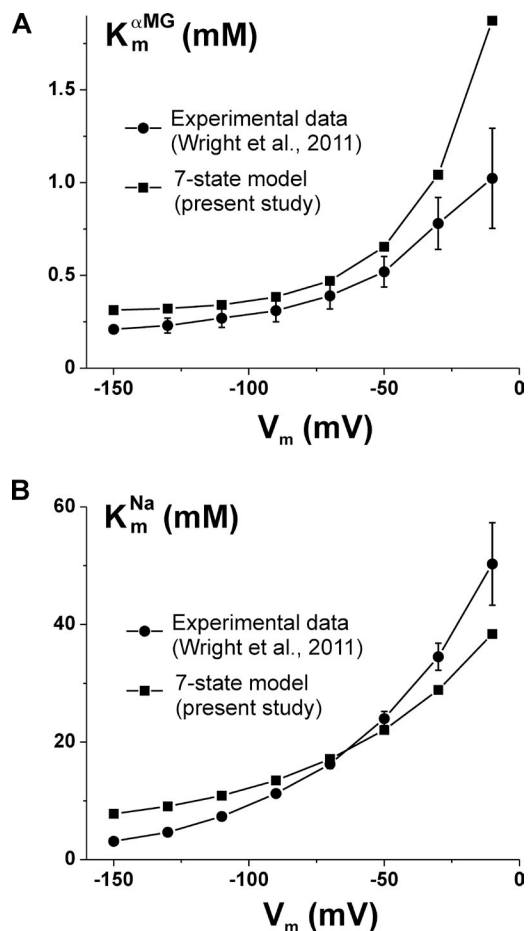 A
K_m^αMG (mM)
1.5
1.0
0.5
0
Experimental data
(Wright et al., 2011)
7-state model
(present study)
-150
-100
-50
0
V_m (mV)
B
K_m^Na (mM)
60
40
20
0
Experimental data
(Wright et al., 2011)
7-state model
(present study)
-150
-100
-50
0
V_m (mV)